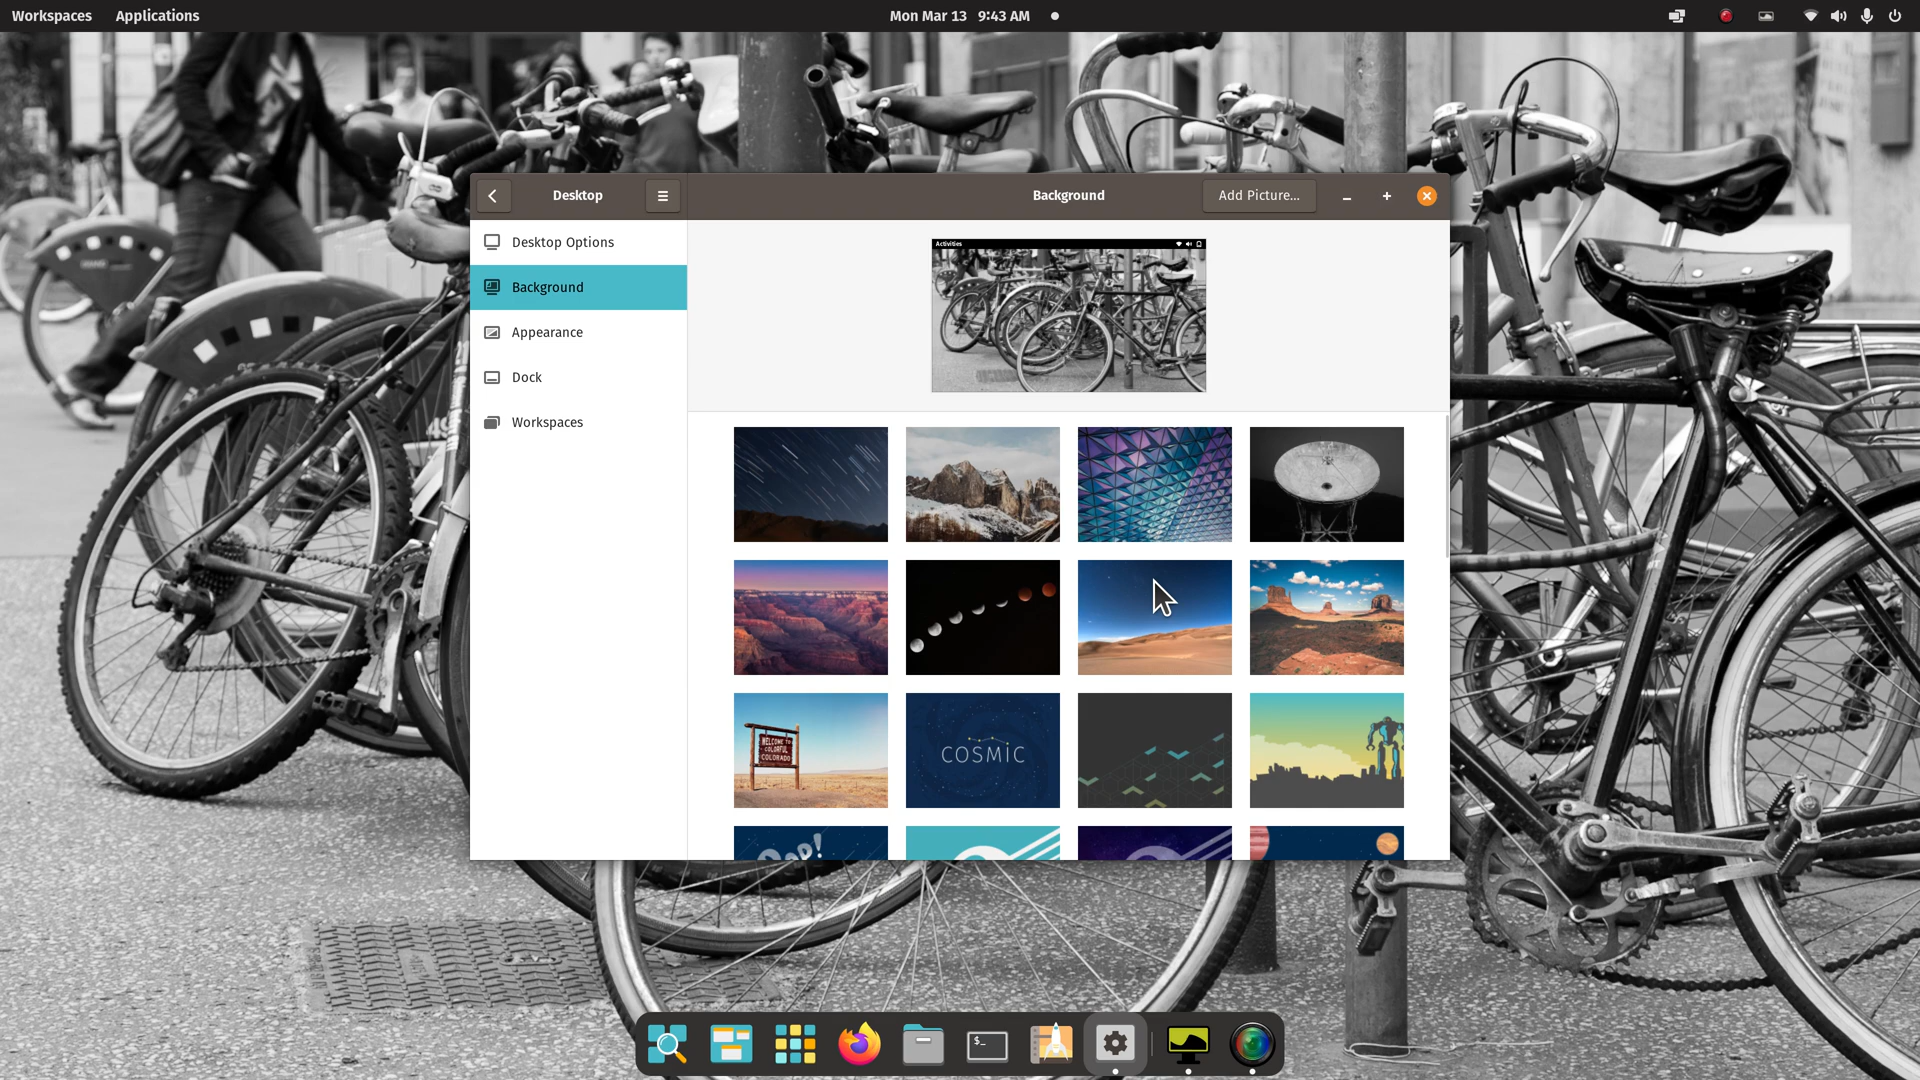 Workspaces Applications Mon Mar 13 9:43 AM
Desktop Background Add Picture...
Desktop Options
Background
Appearance
Dock
Workspaces
Activities
WELCOME TO
COLORFUL
COLORADO
COSMIC
$_